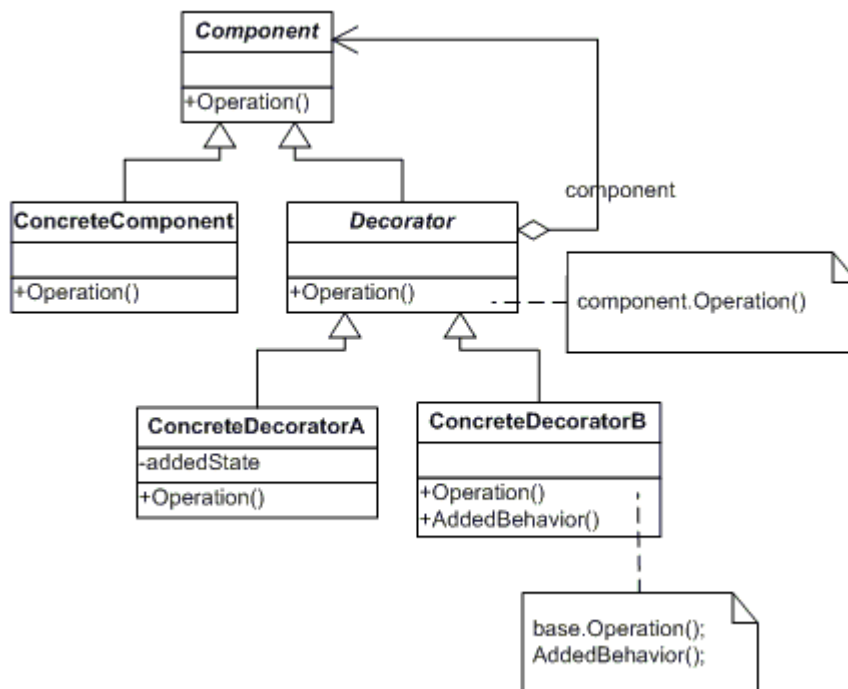 Component
+Operation()
component
ConcreteComponent
+Operation()
Decorator
+Operation()
component.Operation()
ConcreteDecoratorA
-addedState
+Operation()
ConcreteDecoratorB
+Operation()
+AddedBehavior()
base.Operation();
AddedBehavior();